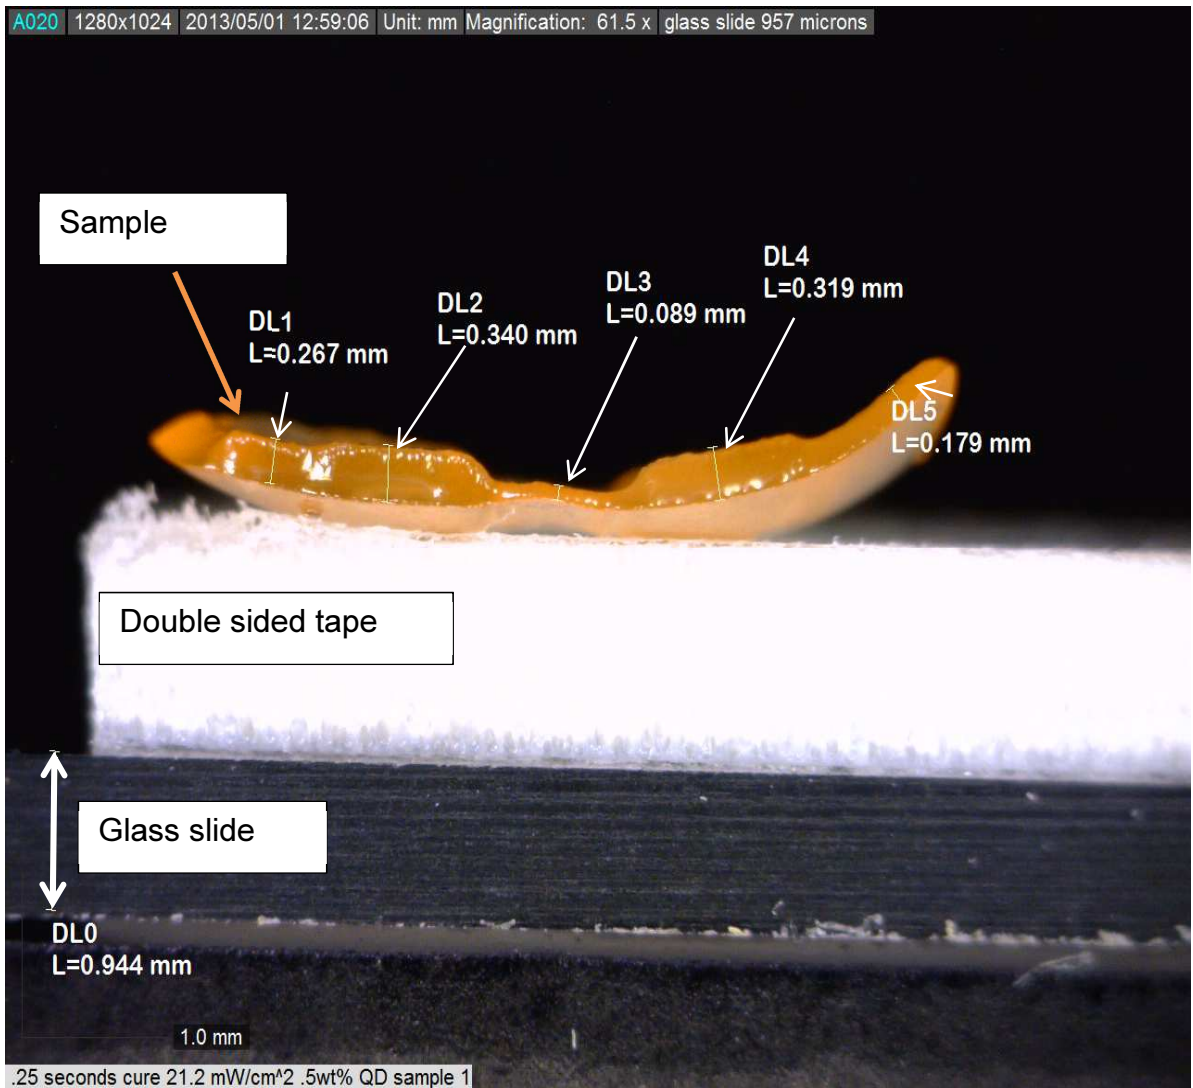 A020 1280x1024 2013/05/01 12:59:06 Unit: mm Magnification: 61.5 x glass slide 957 microns
Sample
DL1
L=0.267 mm
DL2
L=0.340 mm
DL3
L=0.089 mm
DL4
L=0.319 mm
DL5
L=0.179 mm
Double sided tape
Glass slide
DL0
L=0.944 mm
1.0 mm
.25 seconds cure 21.2 mW/cm^2 .5wt% QD sample 1